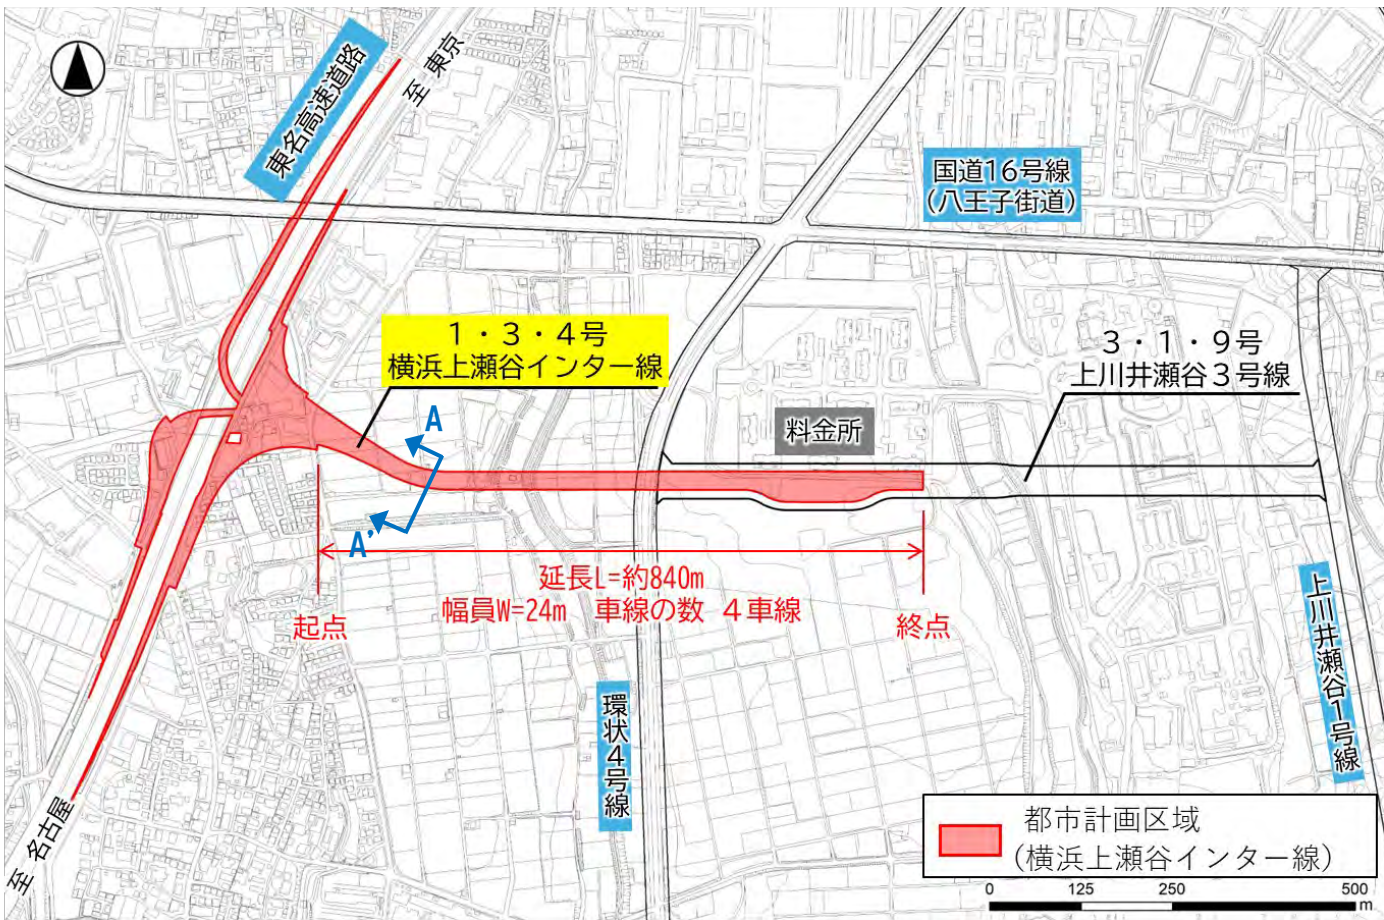 東名高速道路
至 東京
国道16号線
(八王子街道)
1・3・4号
横浜上瀬谷インター線
3・1・9号
上川井瀬谷3号線
料金所
A
A'
延長L=約840m
幅員W=24m 車線の数 4車線
起点
終点
環状4号線
上川井瀬谷1号線
至 名古屋
都市計画区域
(横浜上瀬谷インター線)
0 125 250 500
m